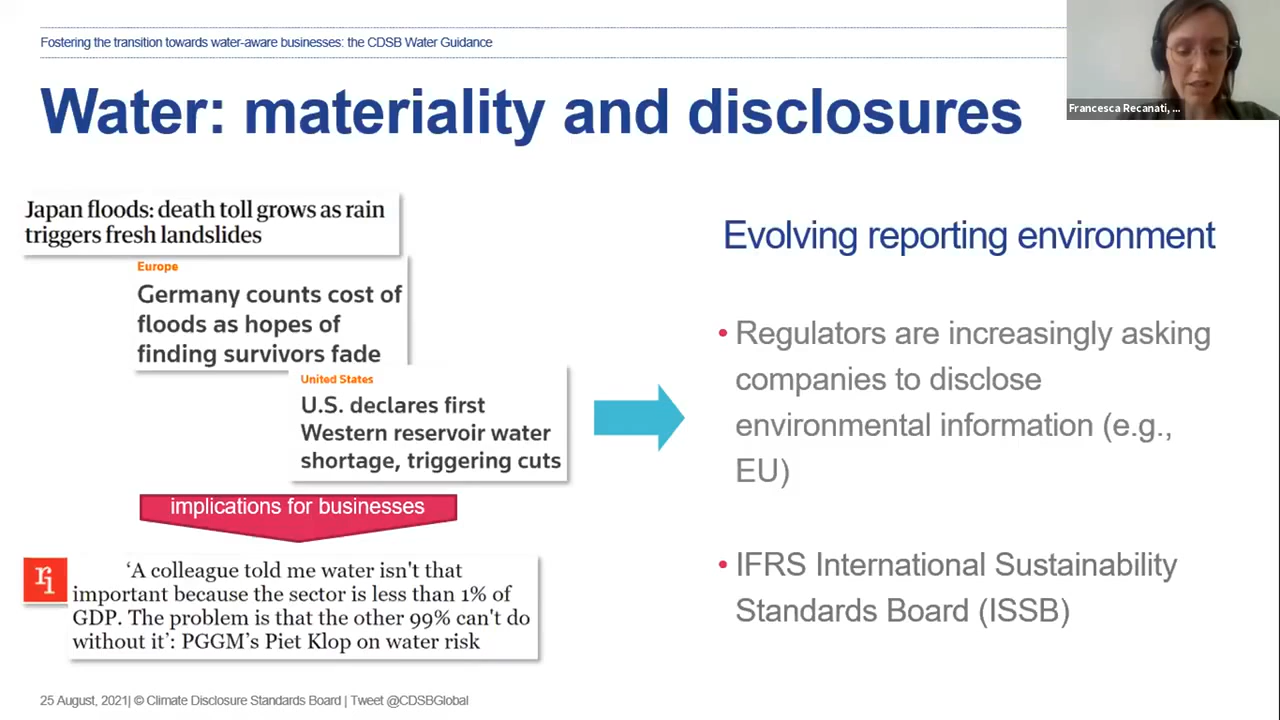 Fostering the transition towards water-aware businesses: the CDSB Water Guidance
Francesca Recanati, ...
Water: materiality and disclosures
Japan floods: death toll grows as rain
triggers fresh landslides
Europe
Germany counts cost of
floods as hopes of
finding survivors fade
United States
U.S. declares first
Western reservoir water
shortage, triggering cuts
implications for businesses
ri
‘A colleague told me water isn't that
important because the sector is less than 1% of
GDP. The problem is that the other 99% can't do
without it’: PGGM’s Piet Klop on water risk
Evolving reporting environment
• Regulators are increasingly asking
companies to disclose
environmental information (e.g.,
EU)
• IFRS International Sustainability
Standards Board (ISSB)
25 August, 2021| © Climate Disclosure Standards Board | Tweet @CDSBGlobal